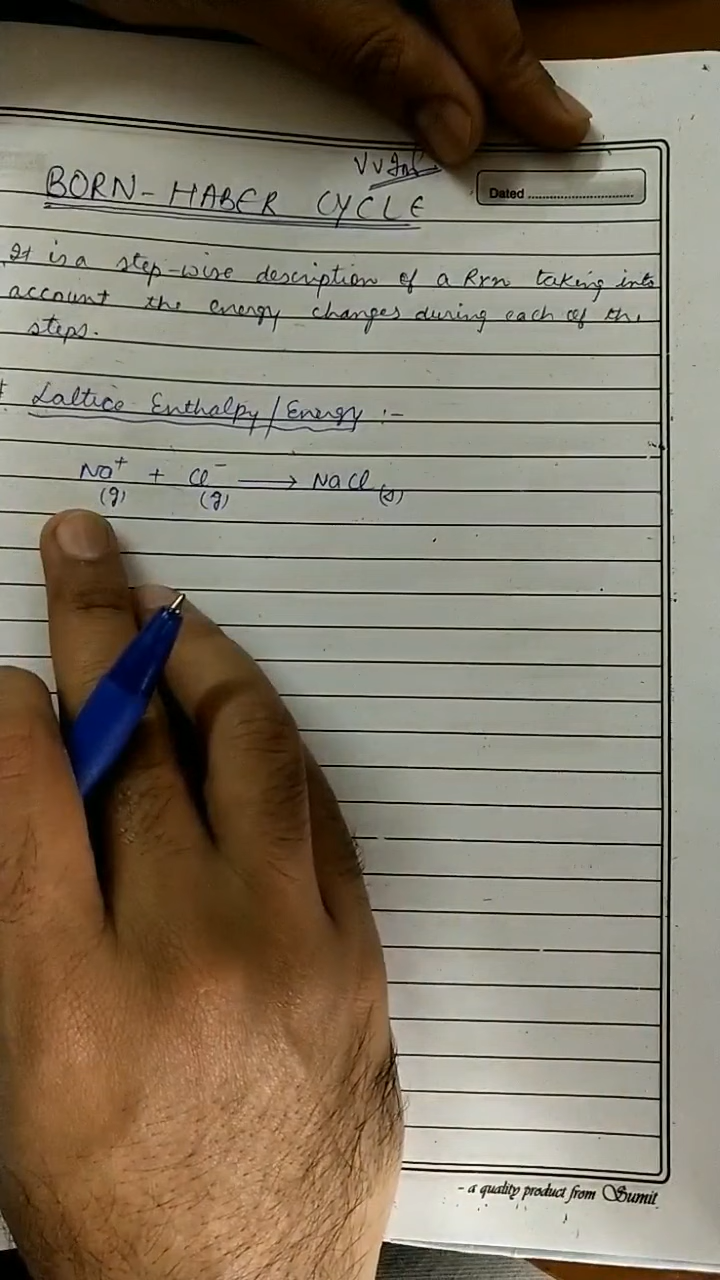 VVImt
BORN-HABER CYCLE
Dated ............................
It is a step-wise description of a Rxn taking into
account the energy changes during each of the
steps.
Lattice Enthalpy/Energy :-
Na⁺ + Cl⁻ ⟶ NaCl(s)
(g) (g)
- a quality product from Sumit